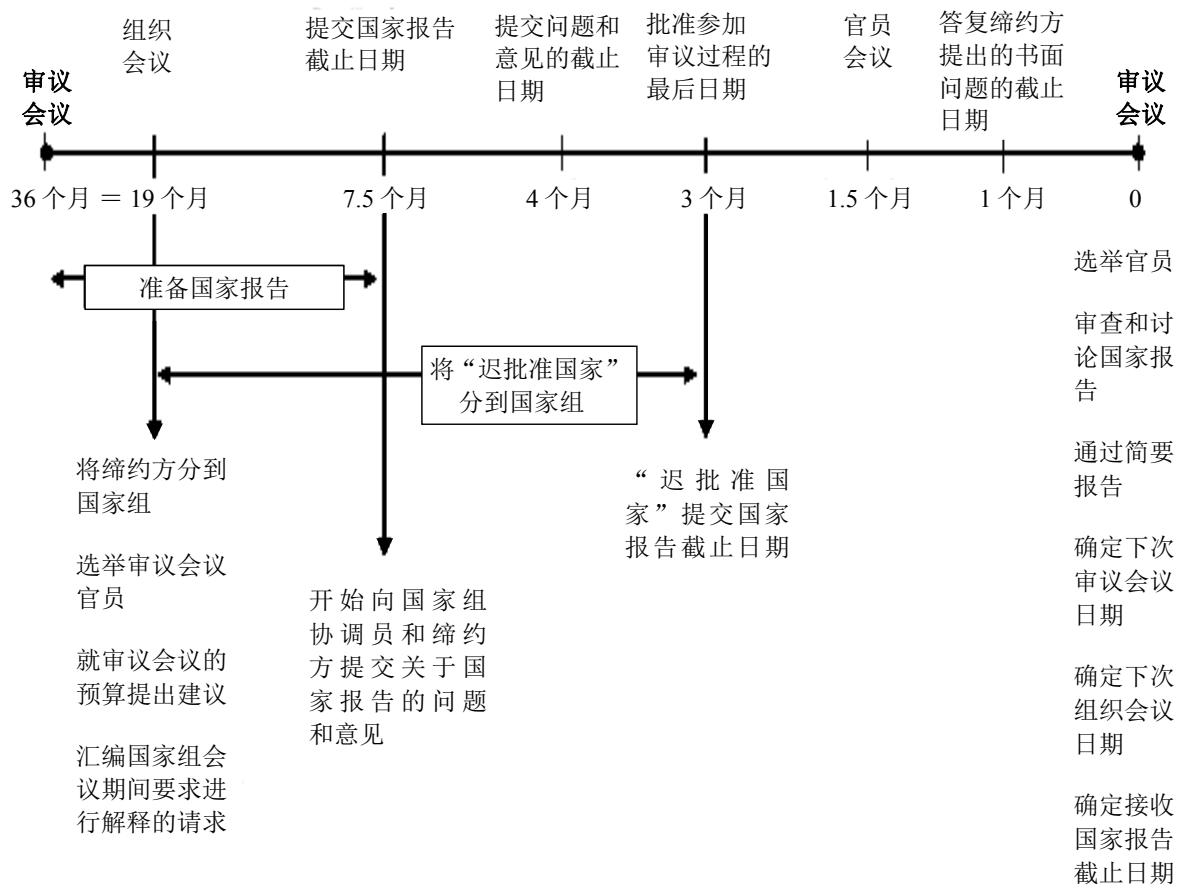 组织
会议
提交国家报告
截止日期
提交问题和
意见的截止
日期
批准参加
审议过程的
最后日期
官员
会议
答复缔约方
提出的书面
问题的截止
日期
审议
会议
审议
会议
36 个月 = 19 个月
7.5 个月
4 个月
3 个月
1.5 个月
1 个月
0
准备国家报告
将“迟批准国家”
分到国家组
将缔约方分到
国家组
选举审议会议
官员
就审议会议的
预算提出建议
汇编国家组会
议期间要求进
行解释的请求
开始向国家组
协调员和缔约
方提交关于国
家报告的问题
和意见
“迟批准国
家”提交国家
报告截止日期
选举官员
审查和讨
论国家报
告
通过简要
报告
确定下次
审议会议
日期
确定下次
组织会议
日期
确定接收
国家报告
截止日期